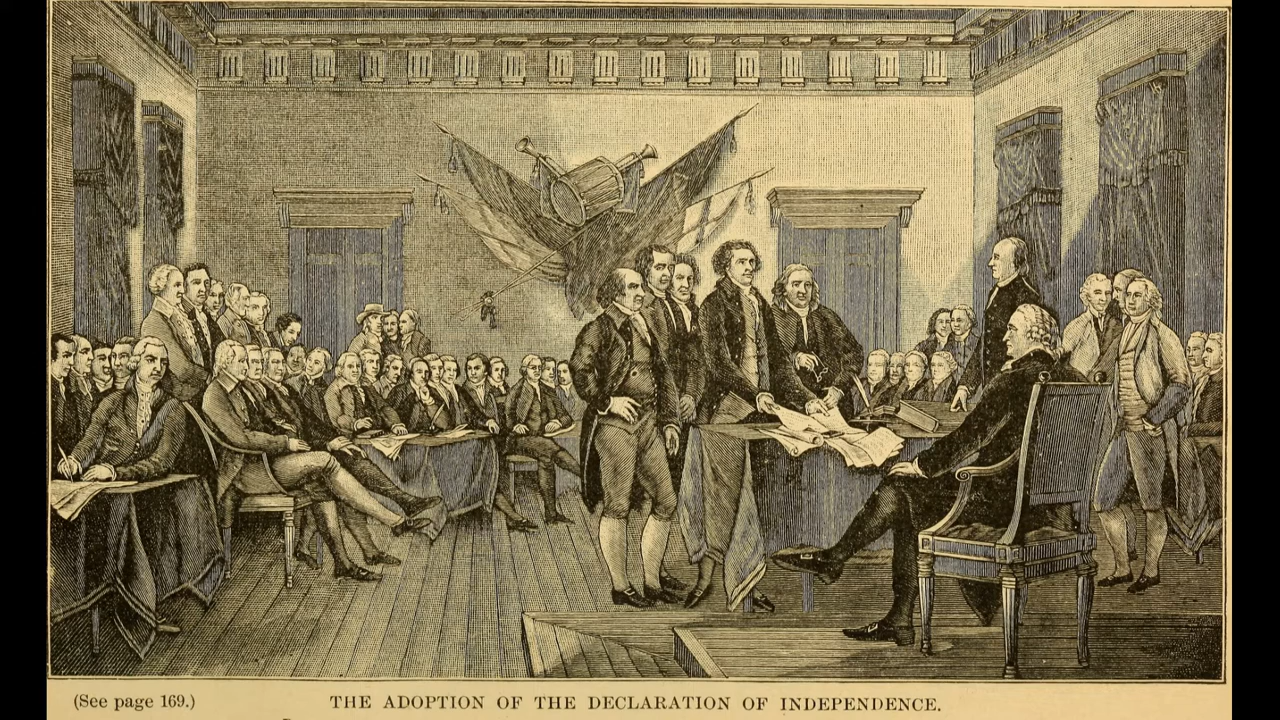 (See page 169.) THE ADOPTION OF THE DECLARATION OF INDEPENDENCE.